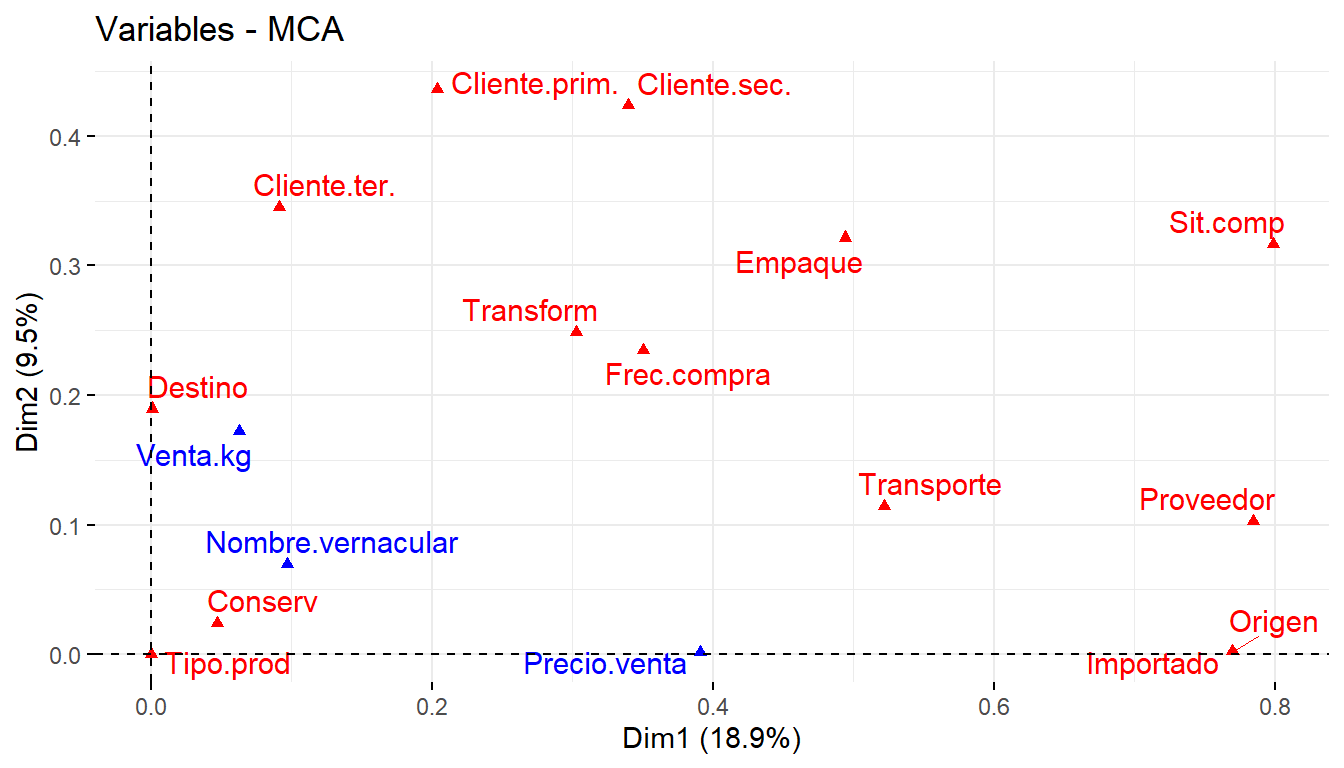 Variables - MCA
Cliente.prim.
Cliente.sec.
Cliente.ter.
Sit.comp
Empaque
Transform
Frec.compra
Destino
Venta.kg
Transporte
Proveedor
Nombre.vernacular
Conserv
Origen
Tipo.prod
Precio.venta
Importado
0.4
0.3
0.2
0.1
0.0
Dim2 (9.5%)
0.0
0.2
0.4
0.6
0.8
Dim1 (18.9%)